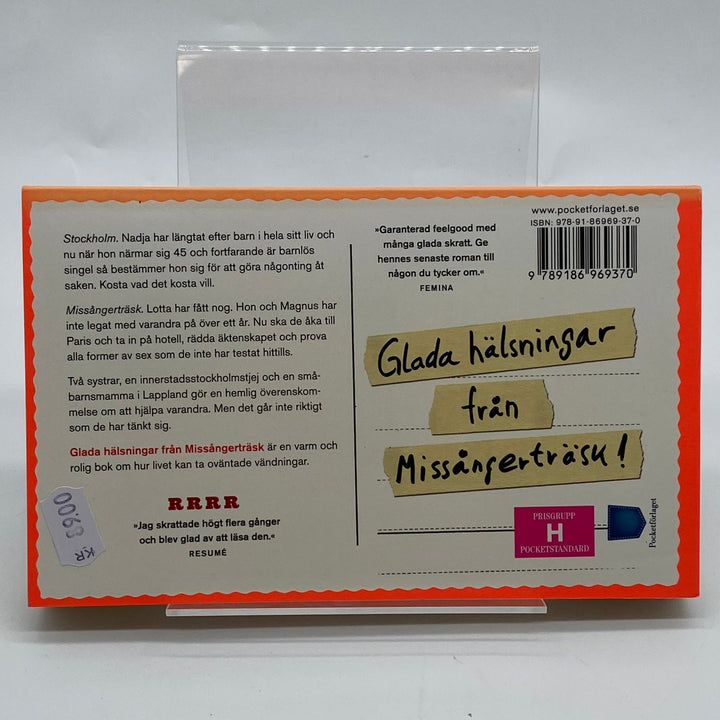 Stockholm. Nadja har längtat efter barn i hela sitt liv och
nu när hon närmar sig 45 och fortfarande är barnlös
singel så bestämmer hon sig för att göra någonting åt
saken. Kosta vad det kosta vill.
Missångerträsk. Lotta har fått nog. Hon och Magnus har
inte legat med varandra på över ett år. Nu ska de åka till
Paris och ta in på hotell, rädda äktenskapet och prova
alla former av sex som de inte har testat hittills.
Två systrar, en innerstadsstockholmstjej och en små-
barnsmamma i Lappland gör en hemlig överenskom-
melse om att hjälpa varandra. Men det går inte riktigt
som de har tänkt sig.
Glada hälsningar från Missångerträsk är en varm och
rolig bok om hur livet kan ta oväntade vändningar.
RRRR
»Jag skrattade högt flera gånger
och blev glad av att läsa den.«
RESUMÉ
69,00
KR
»Garanterad feelgood med
många glada skratt. Ge
hennes senaste roman till
någon du tycker om.«
FEMINA
www.pocketforlaget.se
ISBN: 978-91-86969-37-0
9 789186 969370
Glada hälsningar
från
Missångerträsk!
PRISGRUPP
H
POCKETSTANDARD
Pocketförlaget